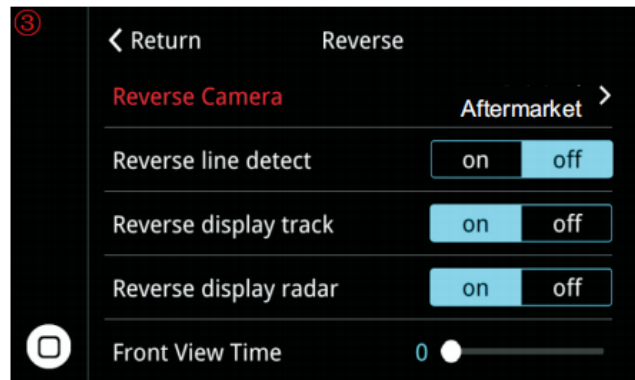 ③
Return Reverse
Reverse Camera Aftermarket
Reverse line detect on off
Reverse display track on off
Reverse display radar on off
Front View Time 0